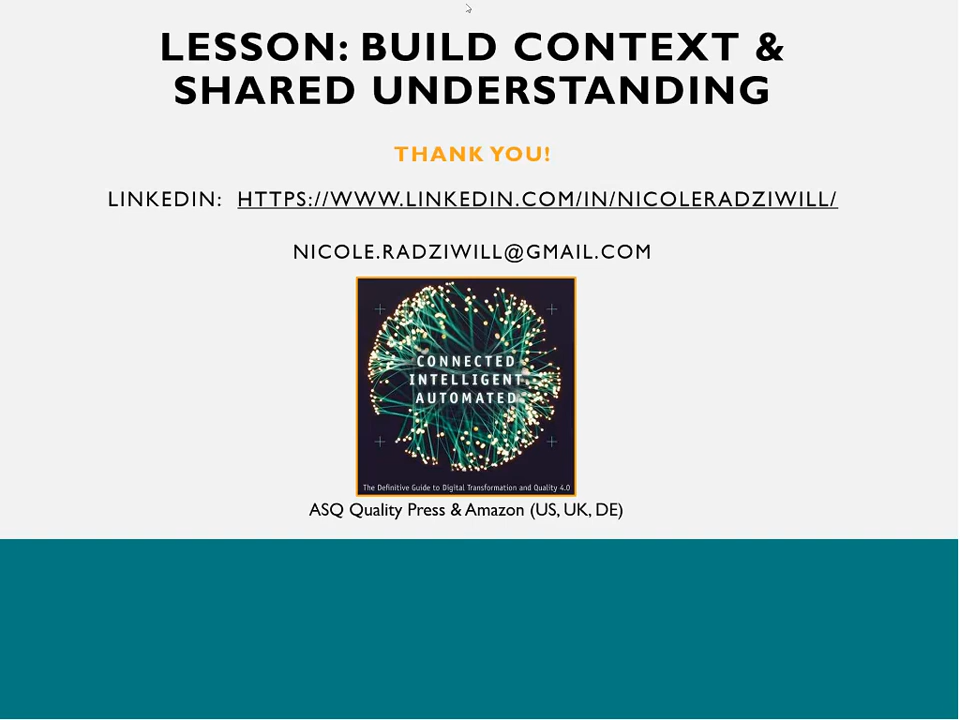 LESSON: BUILD CONTEXT &
SHARED UNDERSTANDING
THANK YOU!
LINKEDIN: HTTPS://WWW.LINKEDIN.COM/IN/NICOLERADZIWILL/
NICOLE.RADZIWILL@GMAIL.COM
CONNECTED
INTELLIGENT
AUTOMATED
The Definitive Guide to Digital Transformation and Quality 4.0
ASQ Quality Press & Amazon (US, UK, DE)